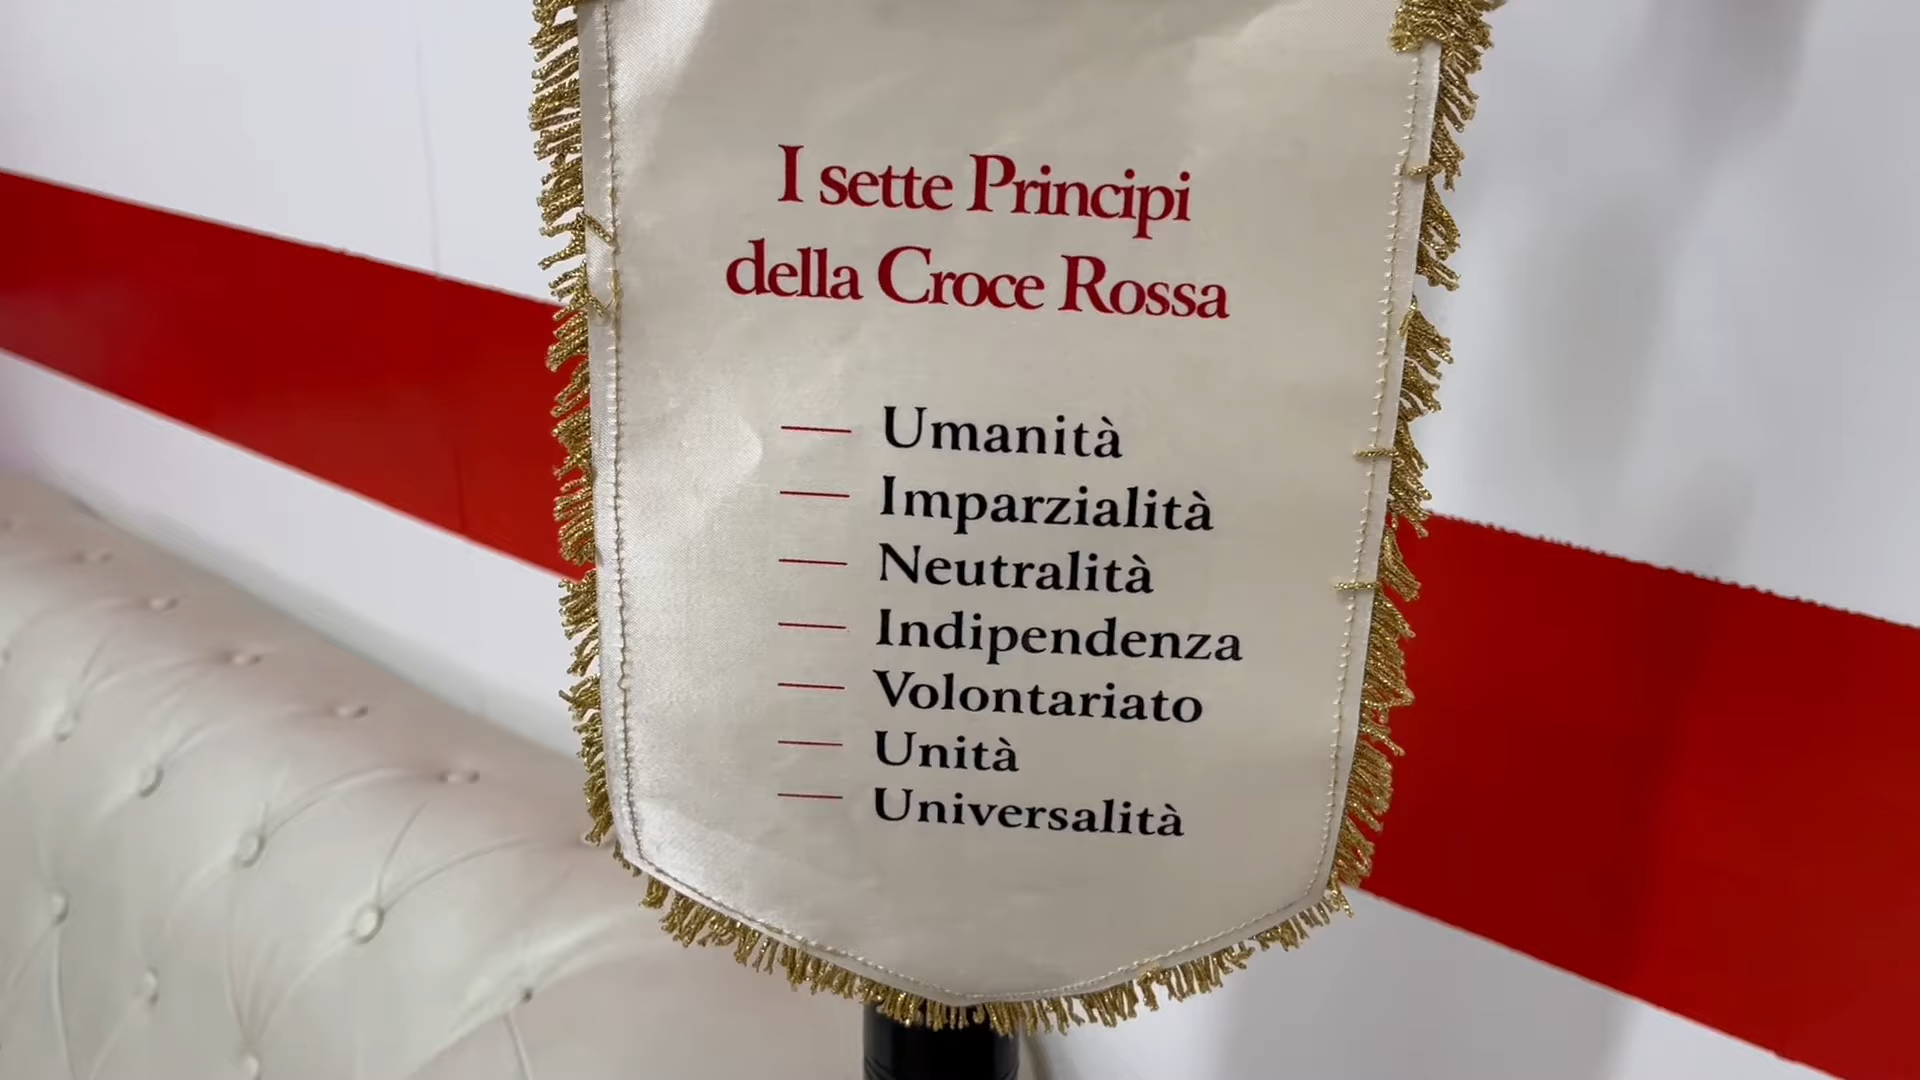 I sette Principi
della Croce Rossa
— Umanità
— Imparzialità
— Neutralità
— Indipendenza
— Volontariato
— Unità
— Universalità